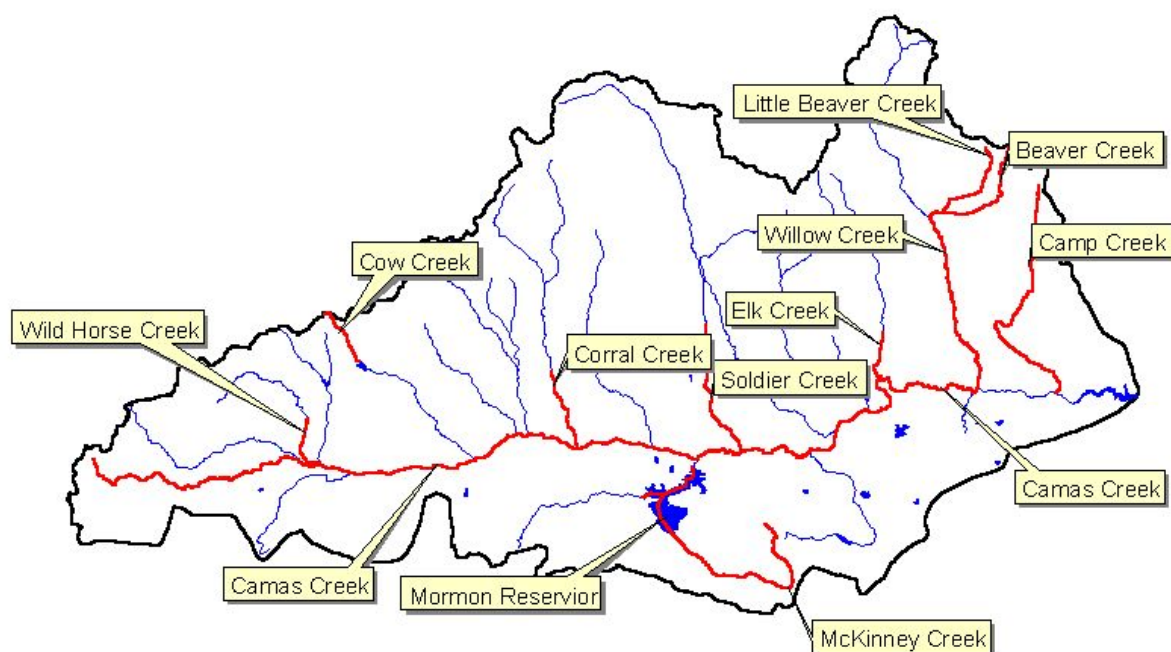 Little Beaver Creek
Beaver Creek
Willow Creek
Camp Creek
Cow Creek
Elk Creek
Wild Horse Creek
Corral Creek
Soldier Creek
Camas Creek
Camas Creek
Mormon Reservior
McKinney Creek